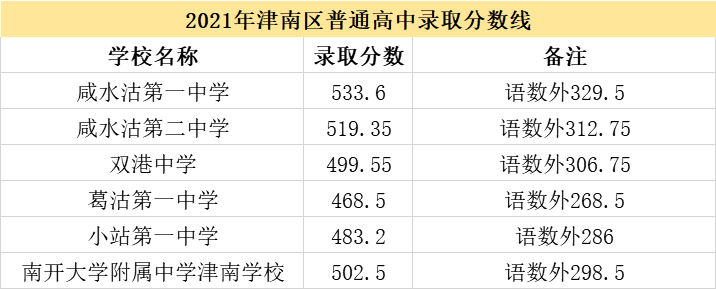 2021年津南区普通高中录取分数线
学校名称 录取分数 备注
咸水沽第一中学 533.6 语数外329.5
咸水沽第二中学 519.35 语数外312.75
双港中学 499.55 语数外306.75
葛沽第一中学 468.5 语数外268.5
小站第一中学 483.2 语数外286
南开大学附属中学津南学校 502.5 语数外298.5